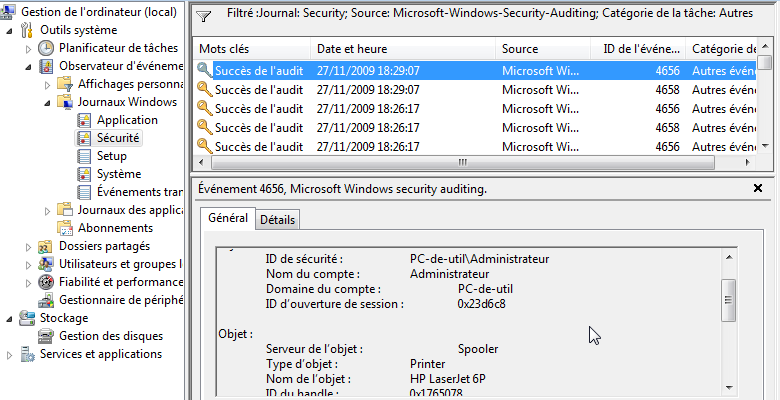 Gestion de l'ordinateur (local)
Outils système
Planificateur de tâches
Observateur d'événeme
Affichages personna
Journaux Windows
Application
Sécurité
Setup
Système
Événements tran
Journaux des applica
Abonnements
Dossiers partagés
Utilisateurs et groupes l
Fiabilité et performance
Gestionnaire de périphé
Stockage
Gestion des disques
Services et applications
Filtré :Journal: Security; Source: Microsoft-Windows-Security-Auditing; Catégorie de la tâche: Autres
Mots clés Date et heure Source ID de l'événe... Catégorie de
Succès de l'audit 27/11/2009 18:29:07 Microsoft Wi... 4656 Autres événé
Succès de l'audit 27/11/2009 18:29:07 Microsoft Wi... 4658 Autres événé
Succès de l'audit 27/11/2009 18:26:17 Microsoft Wi... 4656 Autres événé
Succès de l'audit 27/11/2009 18:26:17 Microsoft Wi... 4658 Autres événé
Succès de l'audit 27/11/2009 18:26:17 Microsoft Wi... 4656 Autres événé
Événement 4656, Microsoft Windows security auditing.
Général Détails
ID de sécurité : PC-de-util\Administrateur
Nom du compte : Administrateur
Domaine du compte : PC-de-util
ID d'ouverture de session : 0x23d6c8
Objet :
Serveur de l'objet : Spooler
Type d'objet : Printer
Nom de l'objet : HP LaserJet 6P
ID du handle : 0x1765078